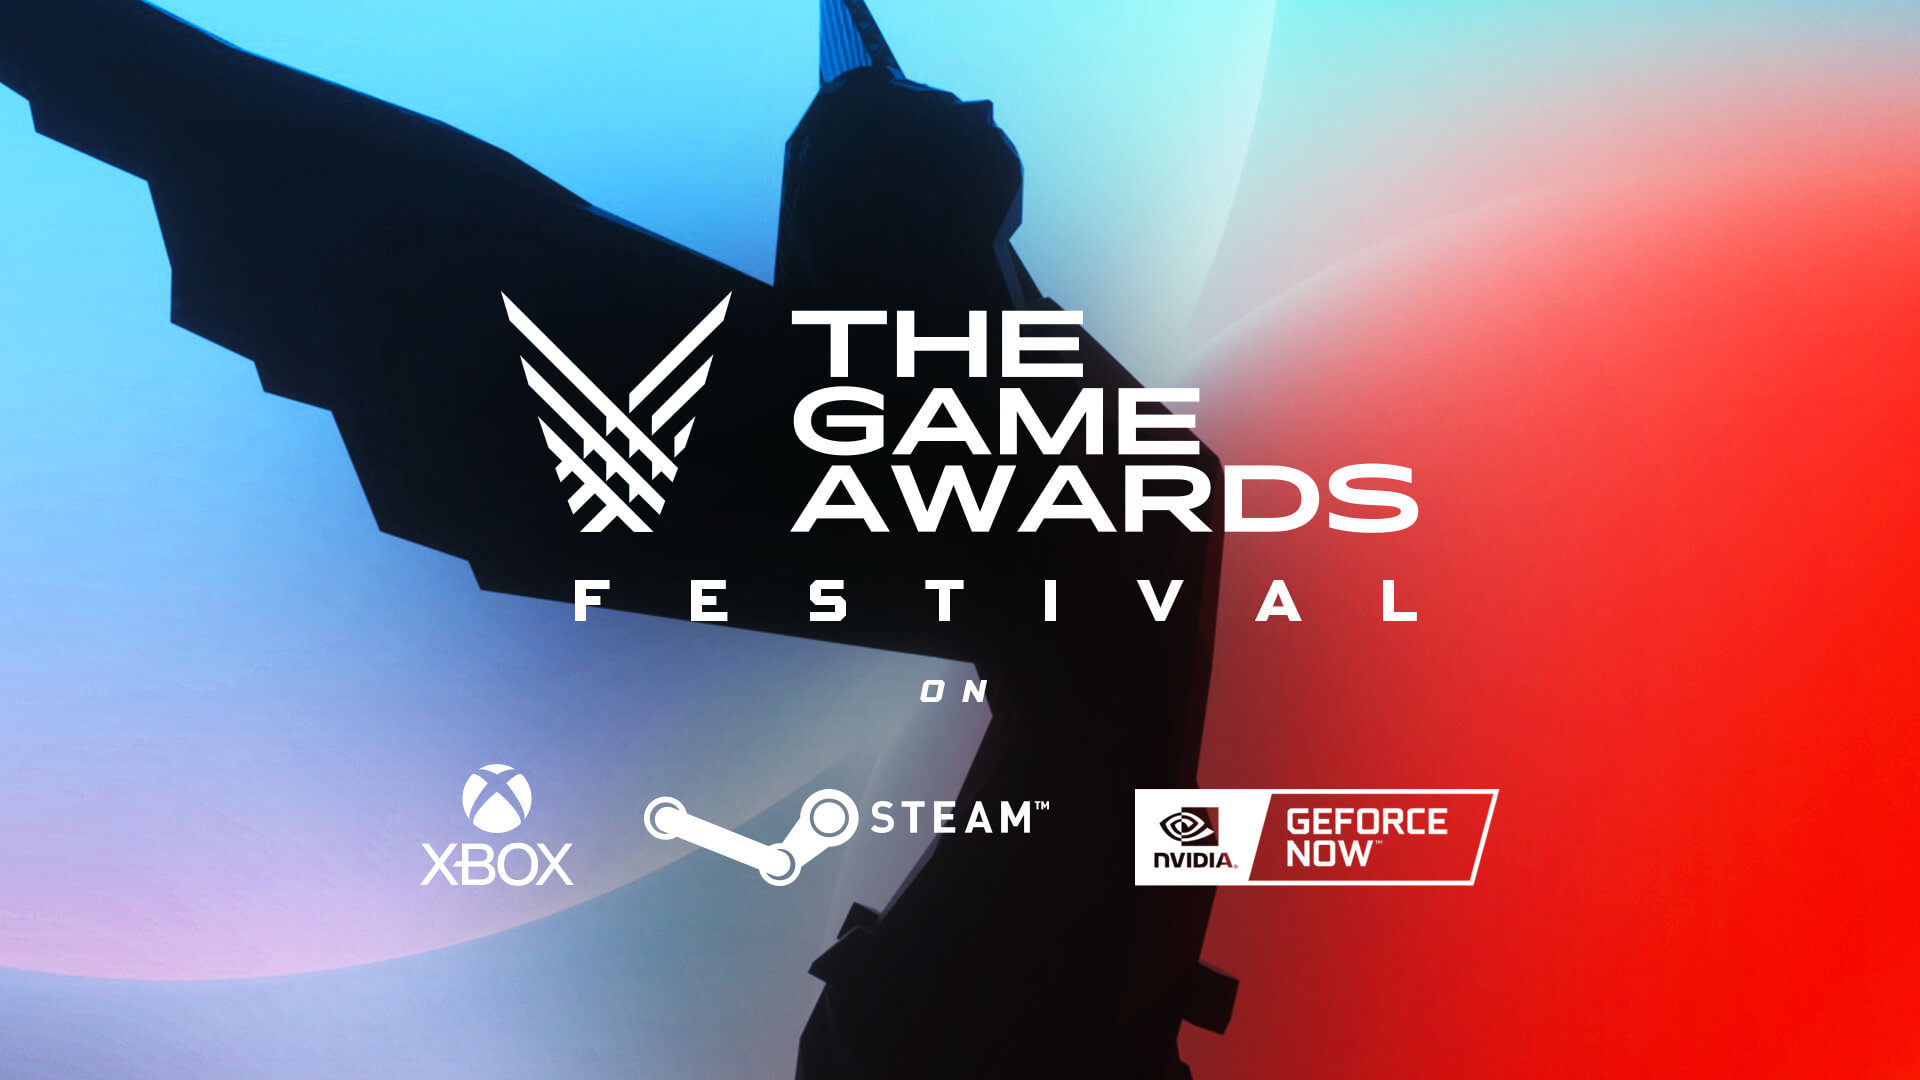 THE
GAME
AWARDS
FESTIVAL
ON
XBOX
STEAM™
NVIDIA®
GEFORCE
NOW™